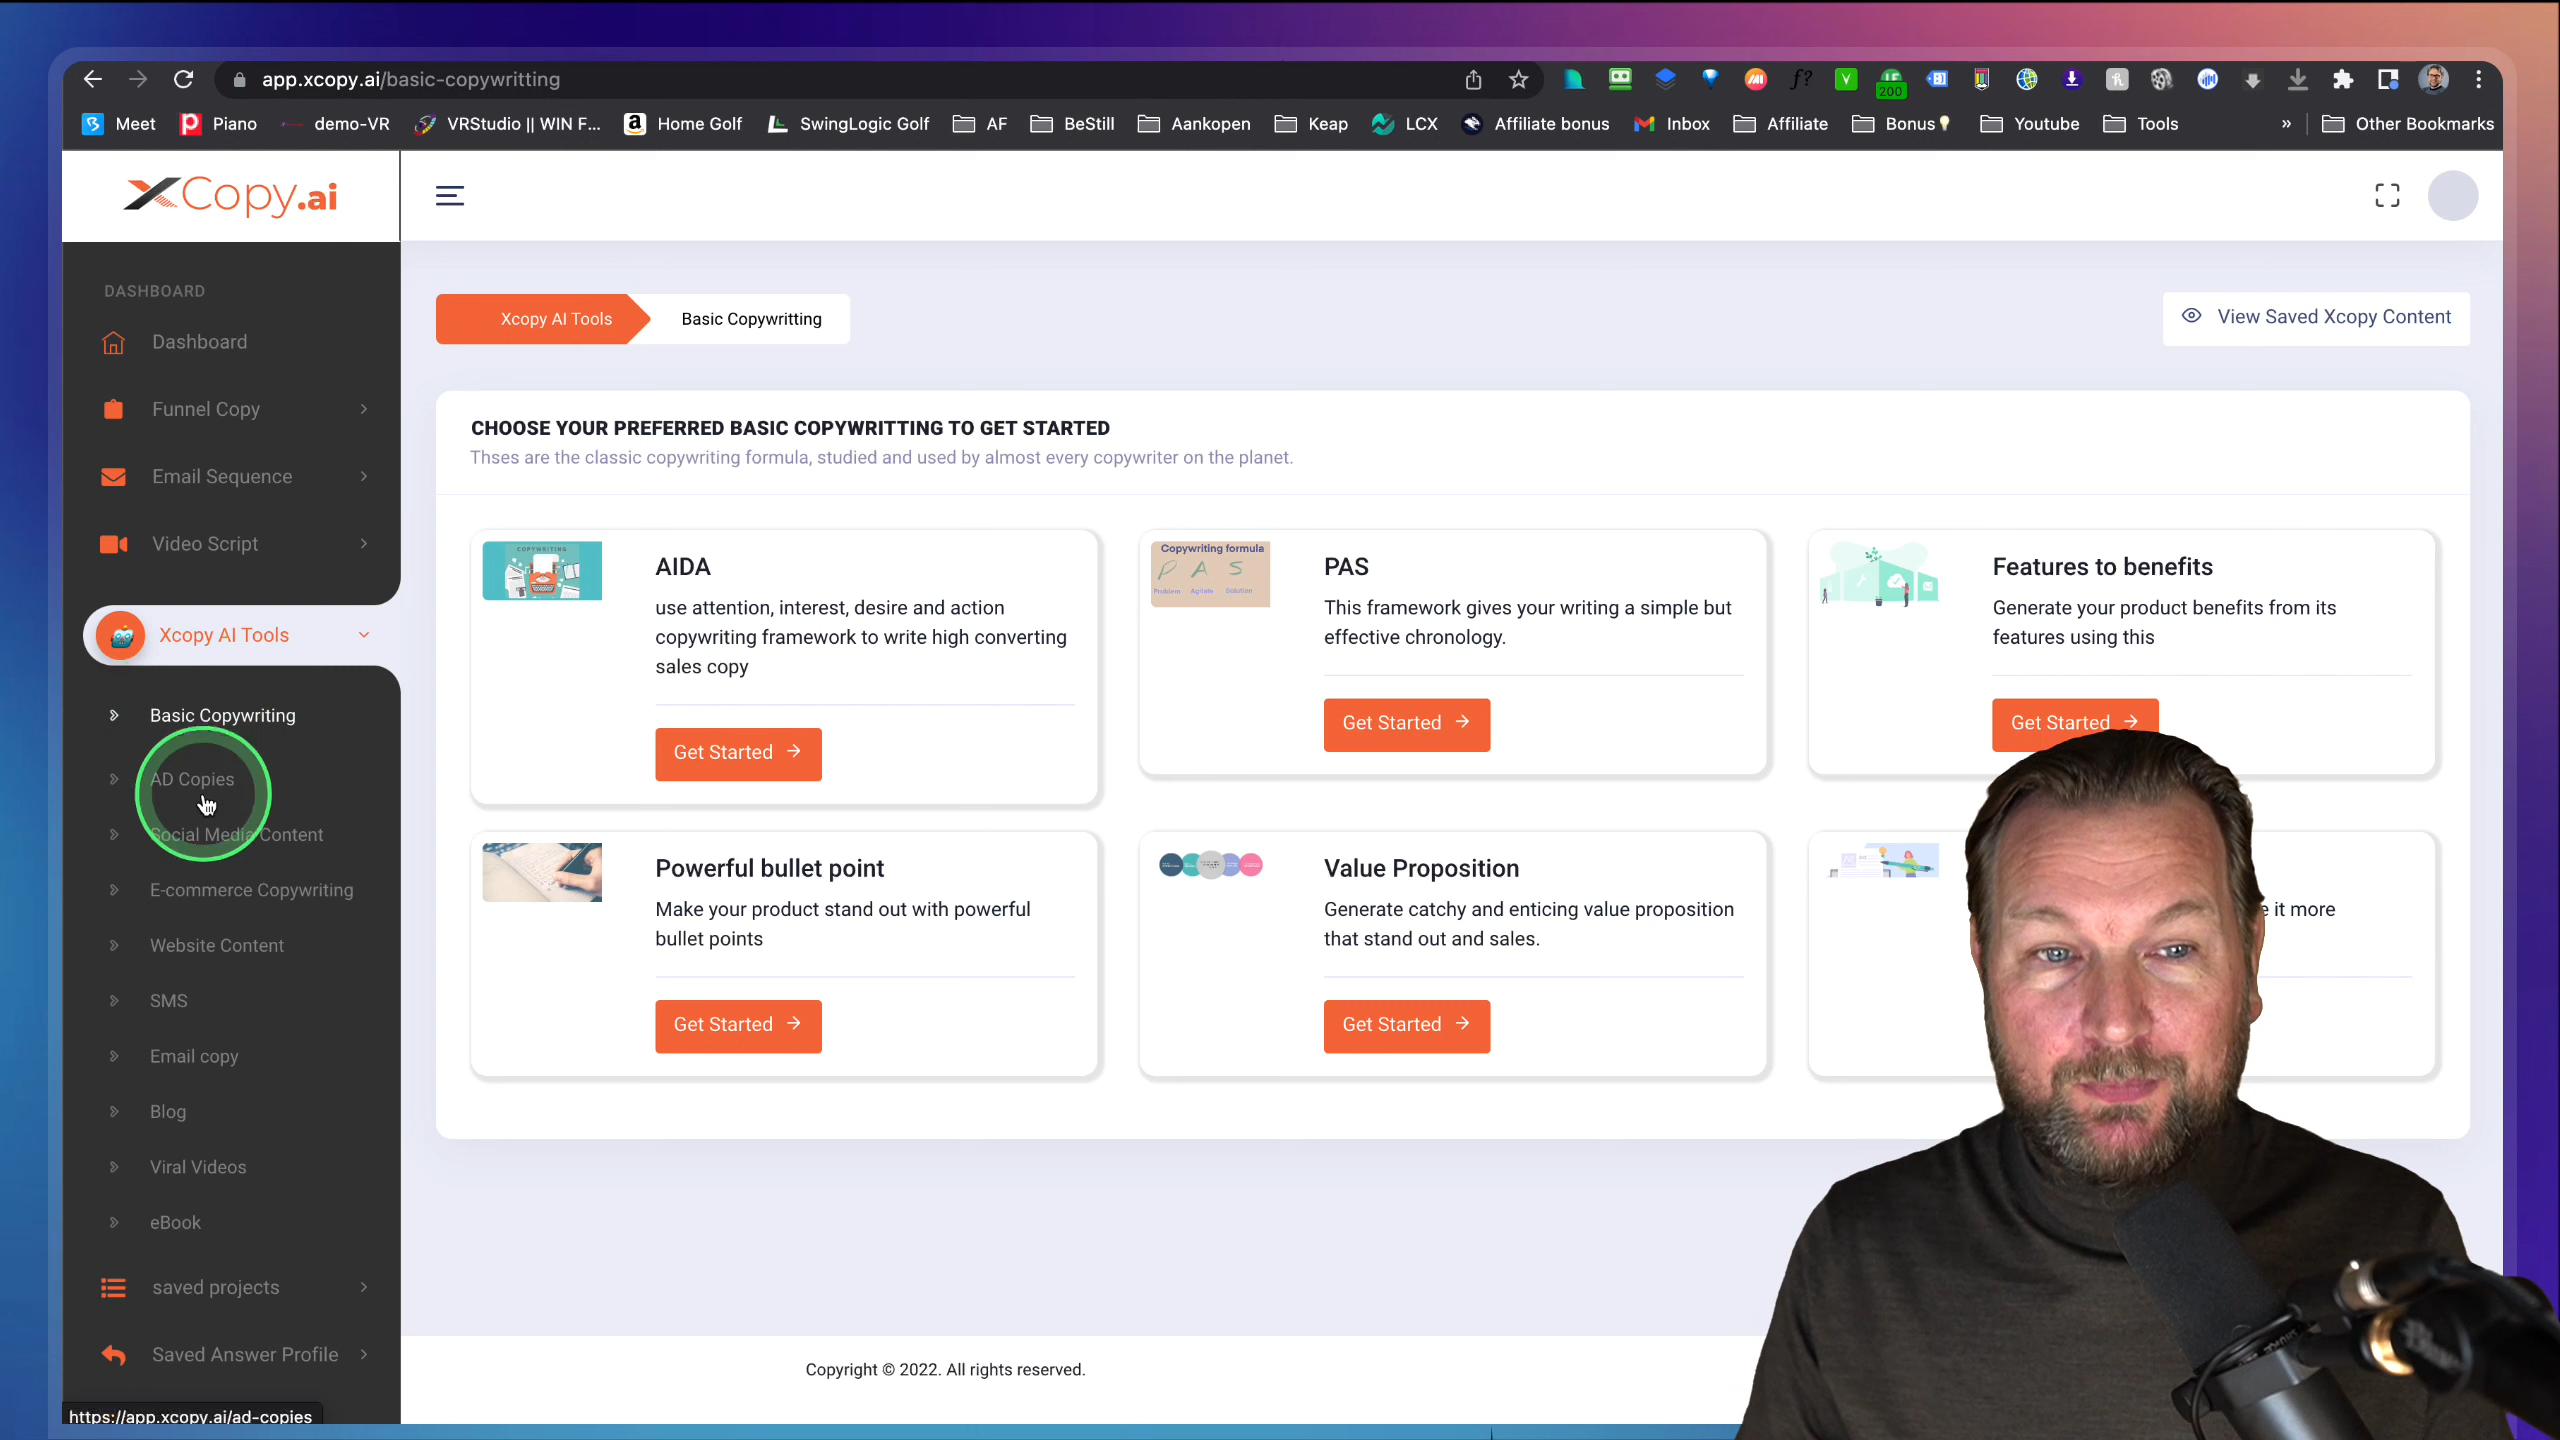 app.xcopy.ai/basic-copywritting
200
Meet
Piano
demo-VR
VRStudio || WIN F...
Home Golf
SwingLogic Golf
AF
BeStill
Aankopen
Keap
LCX
Affiliate bonus
Inbox
Affiliate
Bonus
Youtube
Tools
»
Other Bookmarks
XCopy.ai
DASHBOARD
Dashboard
Funnel Copy
Email Sequence
Video Script
Xcopy AI Tools
Basic Copywriting
AD Copies
Social Media Content
E-commerce Copywriting
Website Content
SMS
Email copy
Blog
Viral Videos
eBook
saved projects
Saved Answer Profile
https://app.xcopy.ai/ad-copies
Xcopy AI Tools
Basic Copywritting
View Saved Xcopy Content
CHOOSE YOUR PREFERRED BASIC COPYWRITTING TO GET STARTED
Thses are the classic copywriting formula, studied and used by almost every copywriter on the planet.
COPYWRITING
AIDA
use attention, interest, desire and action
copywriting framework to write high converting
sales copy
Get Started
Copywriting formula
P A S
Problem Agitate Solution
PAS
This framework gives your writing a simple but
effective chronology.
Get Started
Features to benefits
Generate your product benefits from its
features using this
Get Started
Powerful bullet point
Make your product stand out with powerful
bullet points
Get Started
Value Proposition
Generate catchy and enticing value proposition
that stand out and sales.
Get Started
it more
Copyright © 2022. All rights reserved.